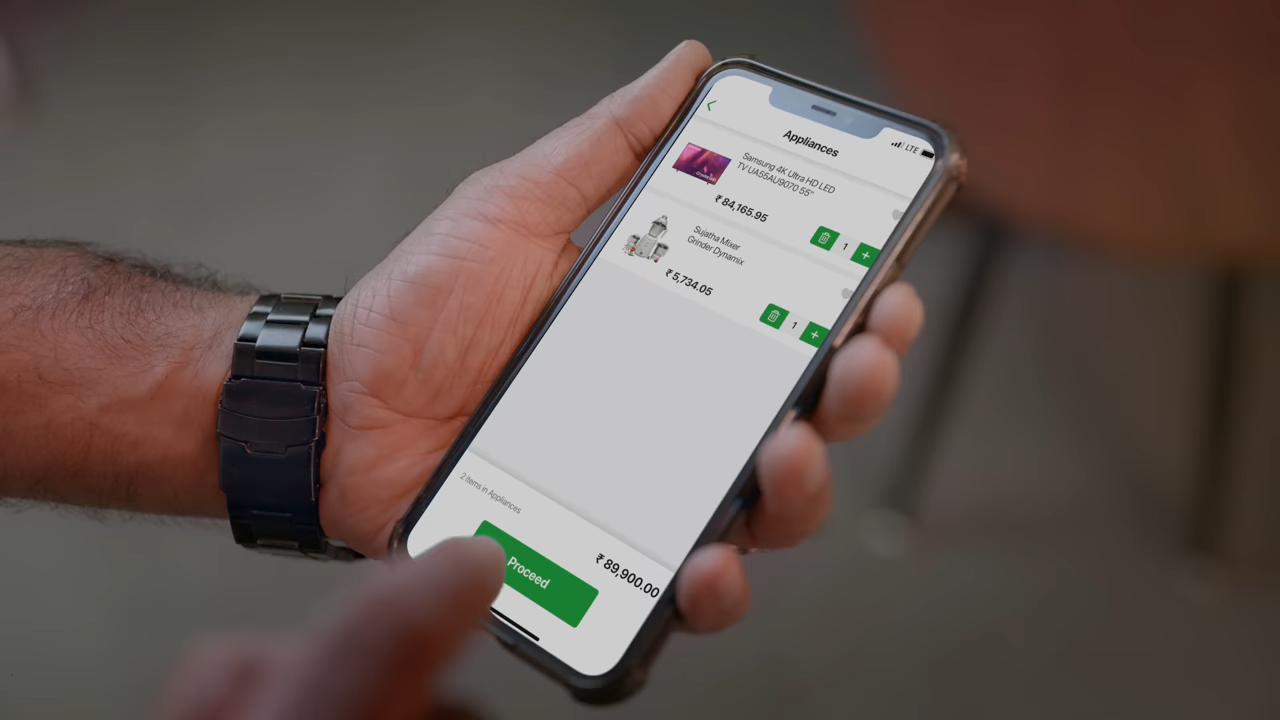 LTE
Appliances
Samsung 4K Ultra HD LED
TV UA55AU9070 55"
₹ 84,165.95
1
Sujatha Mixer
Grinder Dynamix
₹ 5,734.05
1
2 Items in Appliances
₹ 89,900.00
Proceed